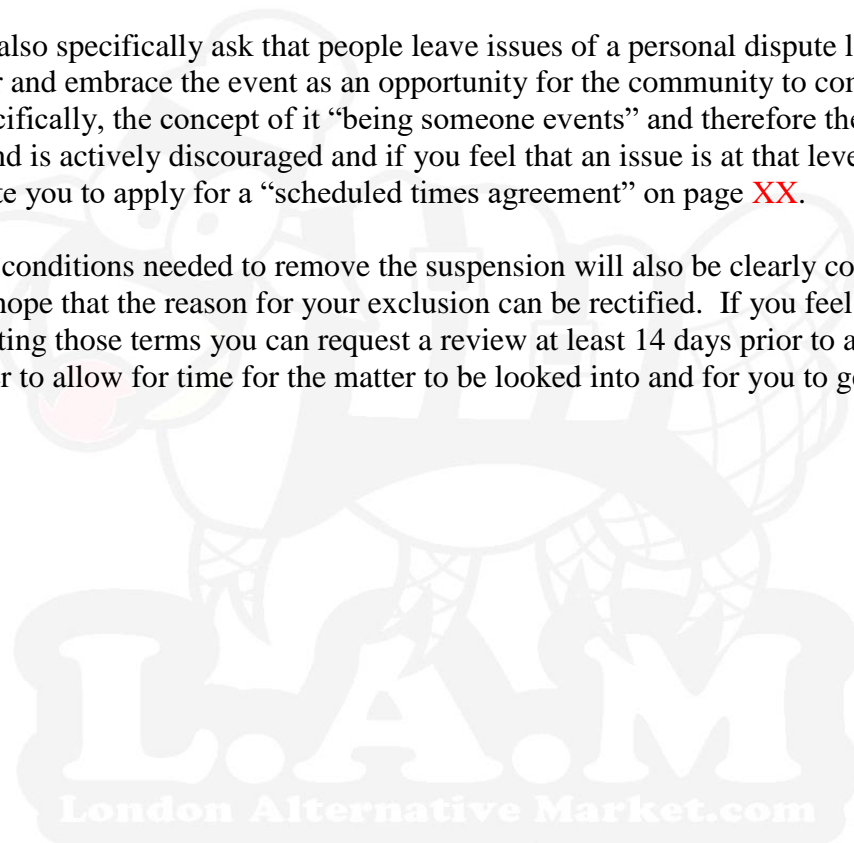 also specifically ask that people leave issues of a personal dispute l
r and embrace the event as an opportunity for the community to con
cifically, the concept of it “being someone events” and therefore the
nd is actively discouraged and if you feel that an issue is at that leve
te you to apply for a “scheduled times agreement” on page XX.
conditions needed to remove the suspension will also be clearly co
hope that the reason for your exclusion can be rectified.  If you feel
ting those terms you can request a review at least 14 days prior to a
r to allow for time for the matter to be looked into and for you to ge
L.A.M
London Alternative Market.com